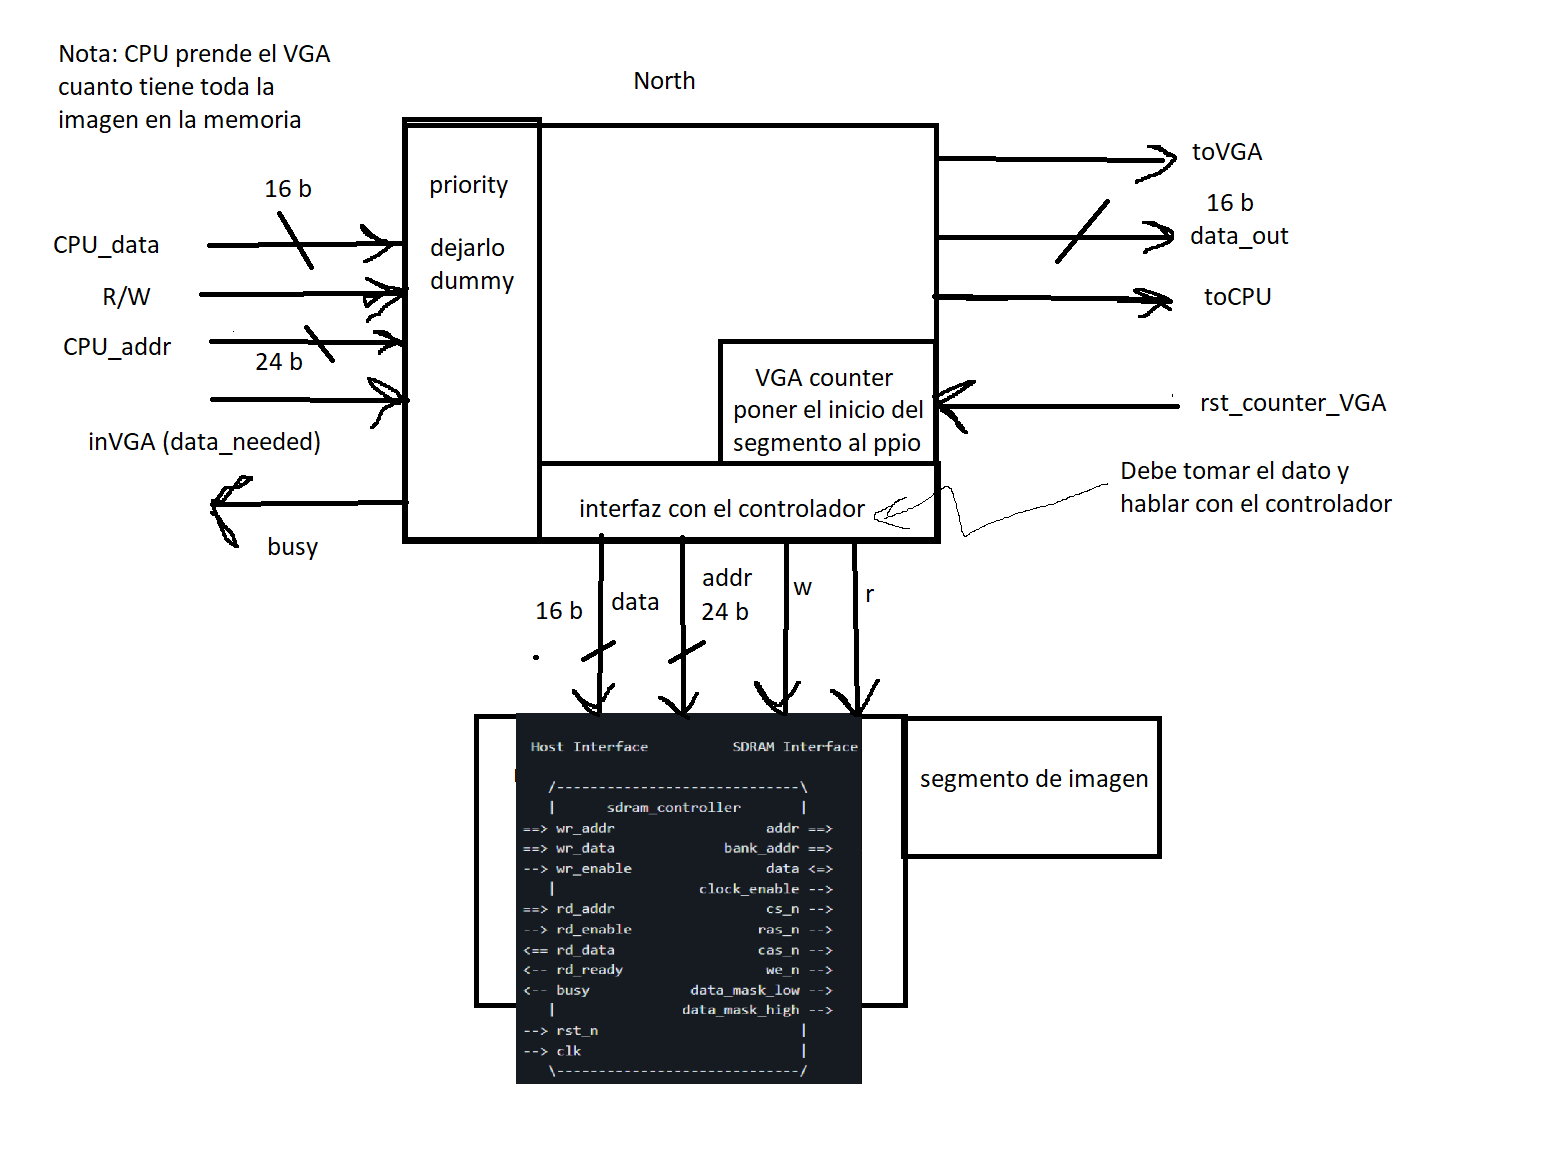 Nota: CPU prende el VGA
cuanto tiene toda la
imagen en la memoria
North
priority
dejarlo
dummy
16 b
CPU_data
R/W
CPU_addr
24 b
inVGA (data_needed)
busy
toVGA
16 b
data_out
toCPU
VGA counter
poner el inicio del
segmento al ppio
rst_counter_VGA
interfaz con el controlador
Debe tomar el dato y
hablar con el controlador
16 b
data
addr
24 b
w
r
Host Interface SDRAM Interface
/-----------------------------\
| sdram_controller |
==> wr_addr addr ==>
==> wr_data bank_addr ==>
--> wr_enable data <=>
| clock_enable -->
==> rd_addr cs_n -->
--> rd_enable ras_n -->
<== rd_data cas_n -->
<-- rd_ready we_n -->
<-- busy data_mask_low -->
| data_mask_high -->
--> rst_n |
--> clk |
\-----------------------------/
segmento de imagen